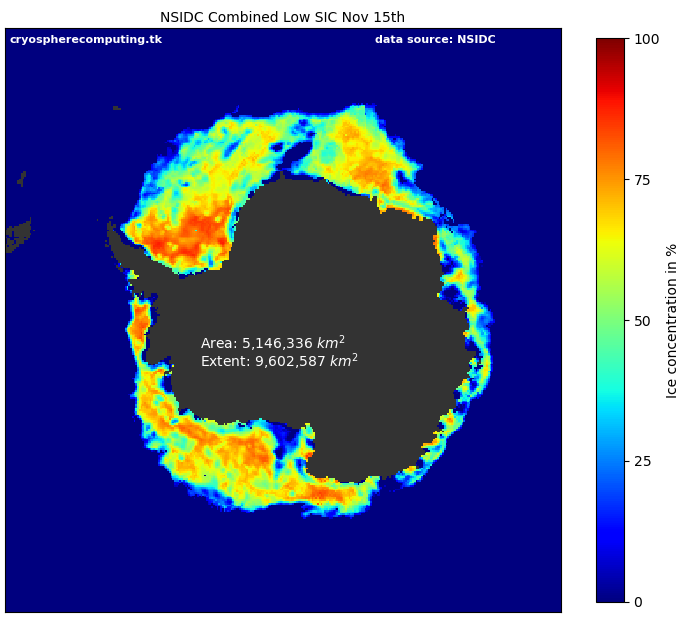 NSIDC Combined Low SIC Nov 15th
cryospherecomputing.tk
data source: NSIDC
100
75
50
25
0
Ice concentration in %
Area: 5,146,336 km²
Extent: 9,602,587 km²